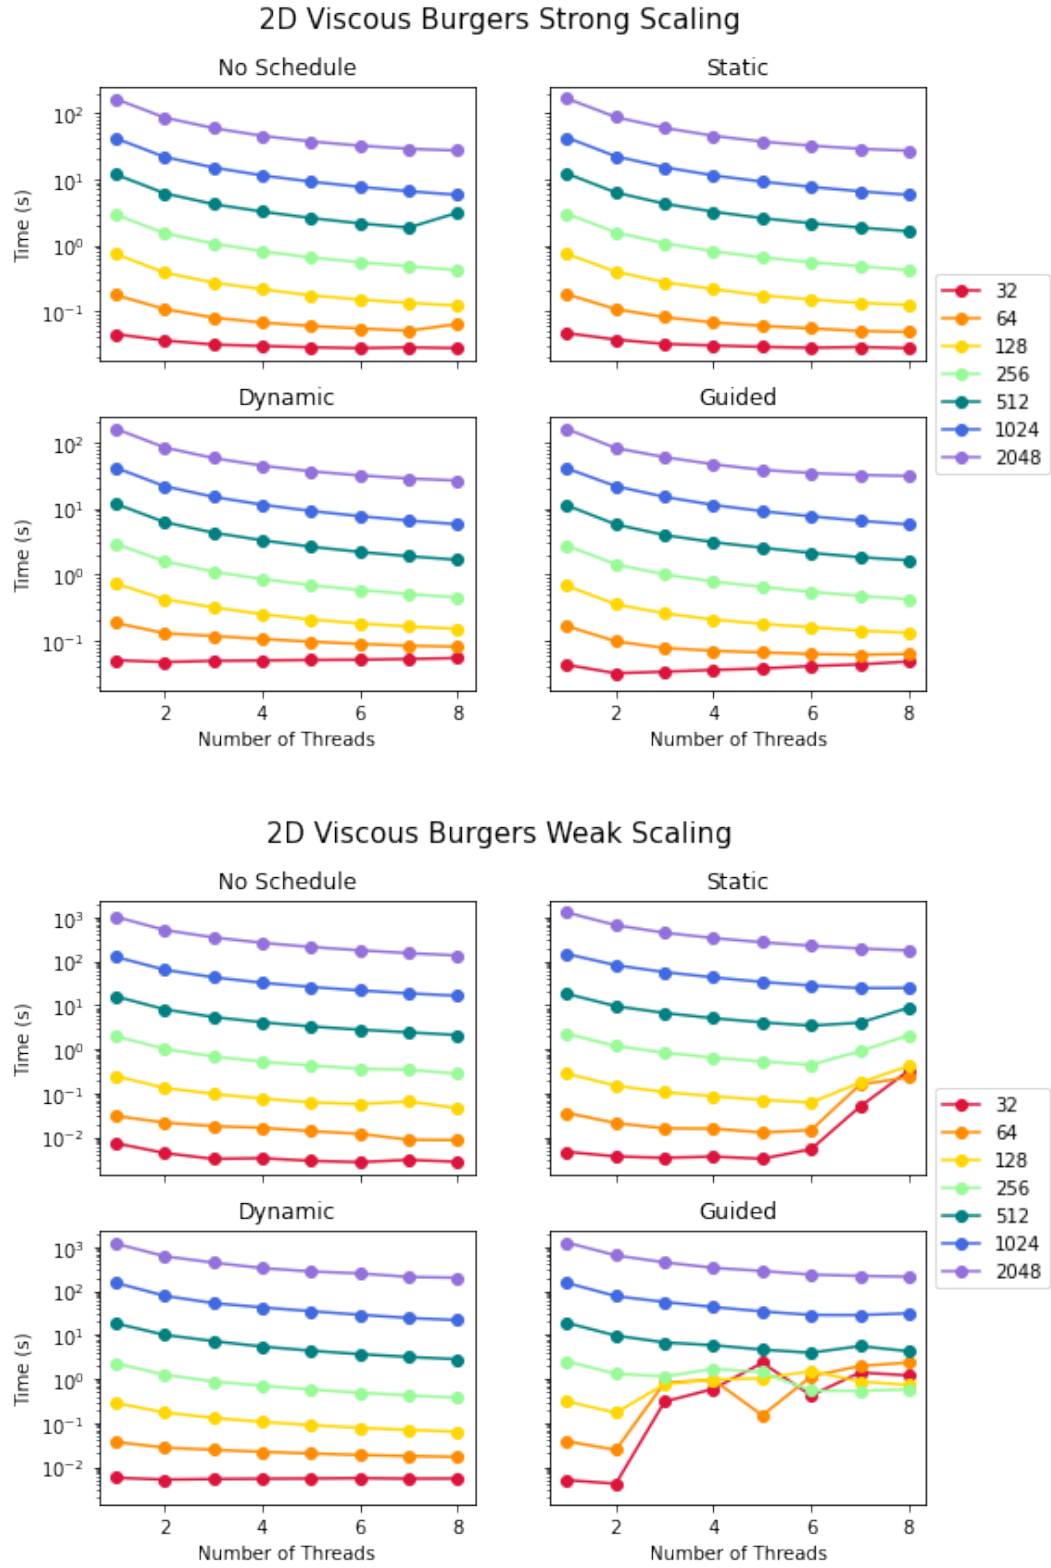 2D Viscous Burgers Strong Scaling
No Schedule
Static
10²
10¹
10⁰
10⁻¹
Time (s)
Dynamic
Guided
10²
10¹
10⁰
10⁻¹
Time (s)
2 4 6 8
Number of Threads
2 4 6 8
Number of Threads
32
64
128
256
512
1024
2048
2D Viscous Burgers Weak Scaling
No Schedule
Static
10³
10²
10¹
10⁰
10⁻¹
10⁻²
Time (s)
Dynamic
Guided
10³
10²
10¹
10⁰
10⁻¹
10⁻²
Time (s)
2 4 6 8
Number of Threads
2 4 6 8
Number of Threads
32
64
128
256
512
1024
2048